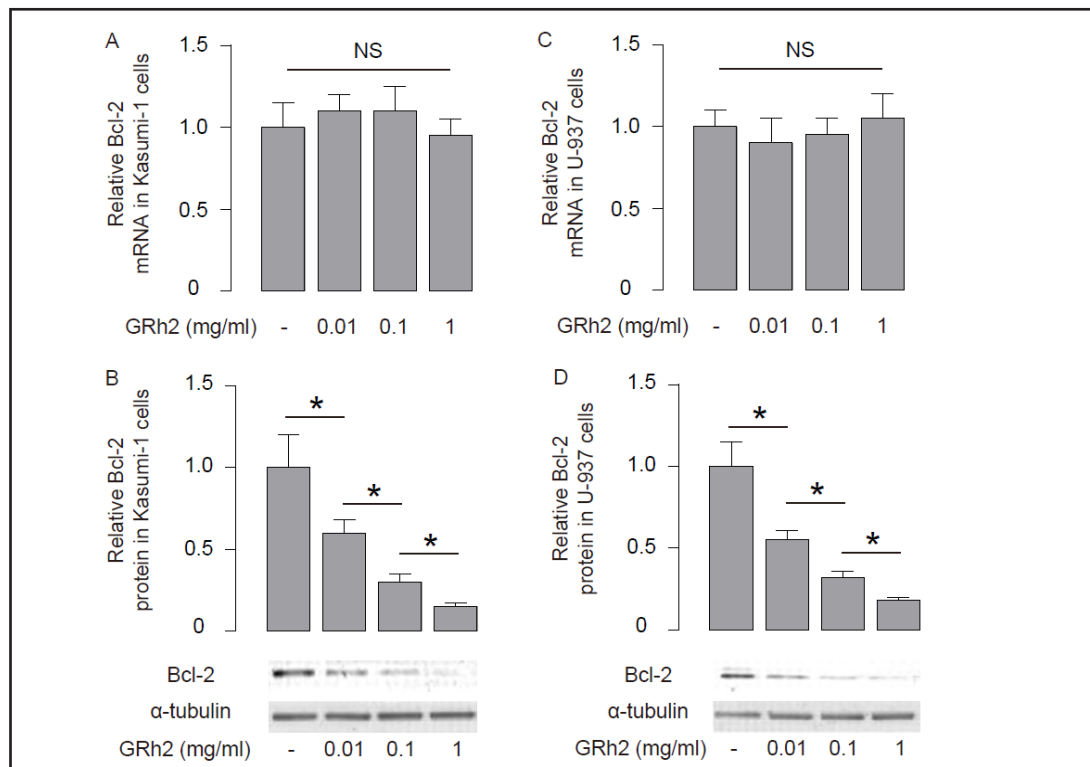 A
Relative Bcl-2
mRNA in Kasumi-1 cells
1.5
1.0
0.5
0
NS
GRh2 (mg/ml) - 0.01 0.1 1
C
Relative Bcl-2
mRNA in U-937 cells
1.5
1.0
0.5
0
NS
GRh2 (mg/ml) - 0.01 0.1 1
B
Relative Bcl-2
protein in Kasumi-1 cells
1.5
1.0
0.5
0
* * *
Bcl-2
α-tubulin
GRh2 (mg/ml) - 0.01 0.1 1
D
Relative Bcl-2
protein in U-937 cells
1.5
1.0
0.5
0
* * *
Bcl-2
α-tubulin
GRh2 (mg/ml) - 0.01 0.1 1